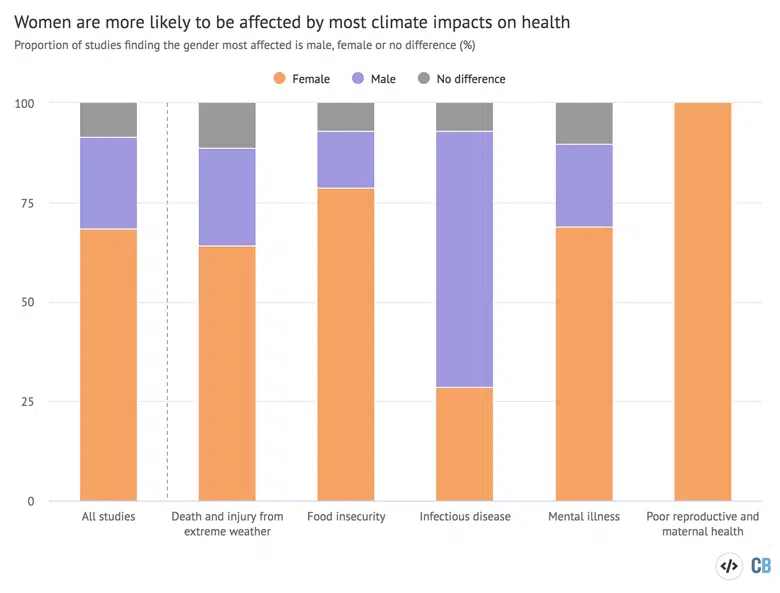 Women are more likely to be affected by most climate impacts on health
Proportion of studies finding the gender most affected is male, female or no difference (%)
Female Male No difference
100
75
50
25
0
All studies
Death and injury from
extreme weather
Food insecurity
Infectious disease
Mental illness
Poor reproductive and
maternal health
</> CB